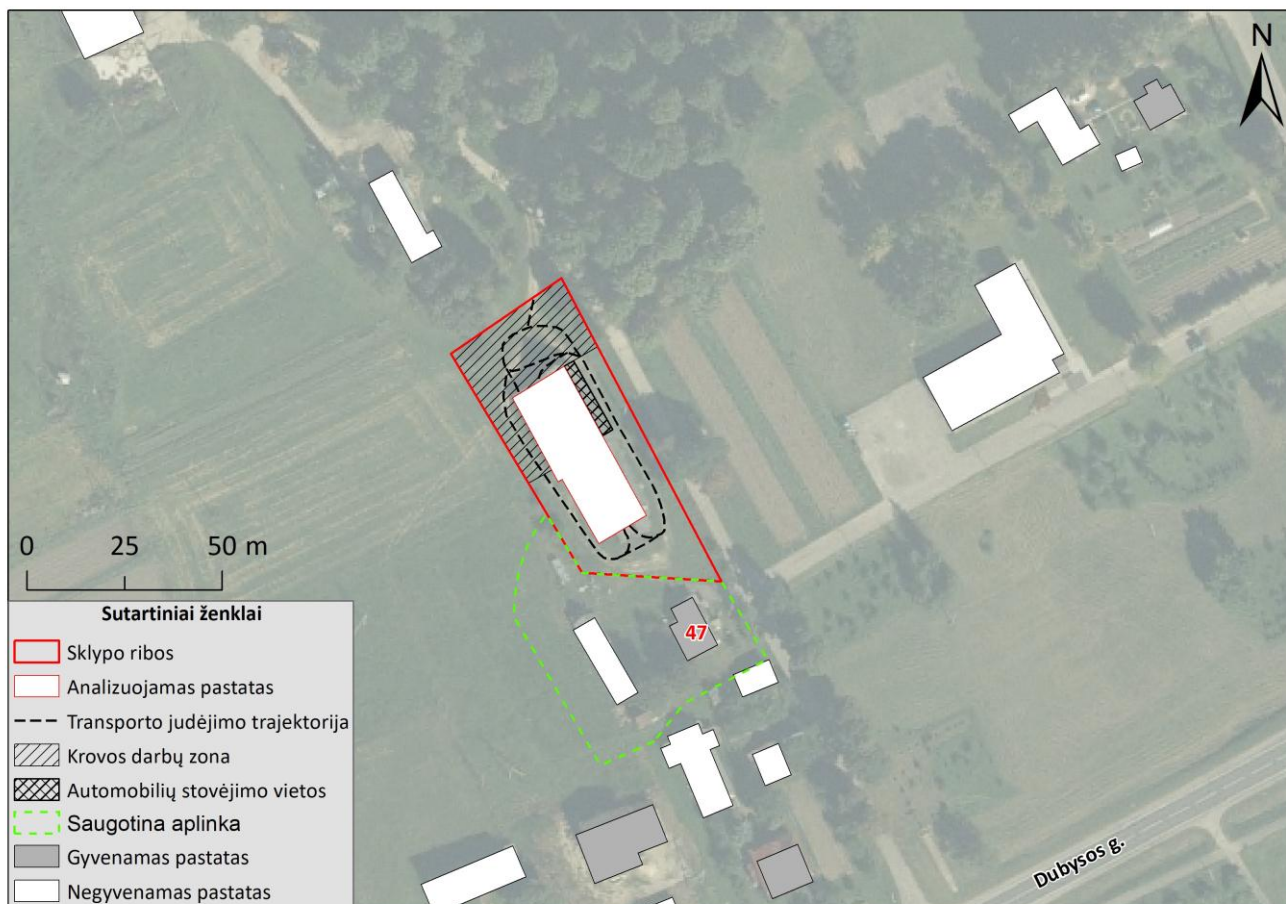 N
47
0 25 50 m
Sutartiniai ženklai
Sklypo ribos
Analizuojamas pastatas
Transporto judėjimo trajektorija
Krovos darbų zona
Automobilių stovėjimo vietos
Saugotina aplinka
Gyvenamas pastatas
Negyvenamas pastatas
Dubysos g.